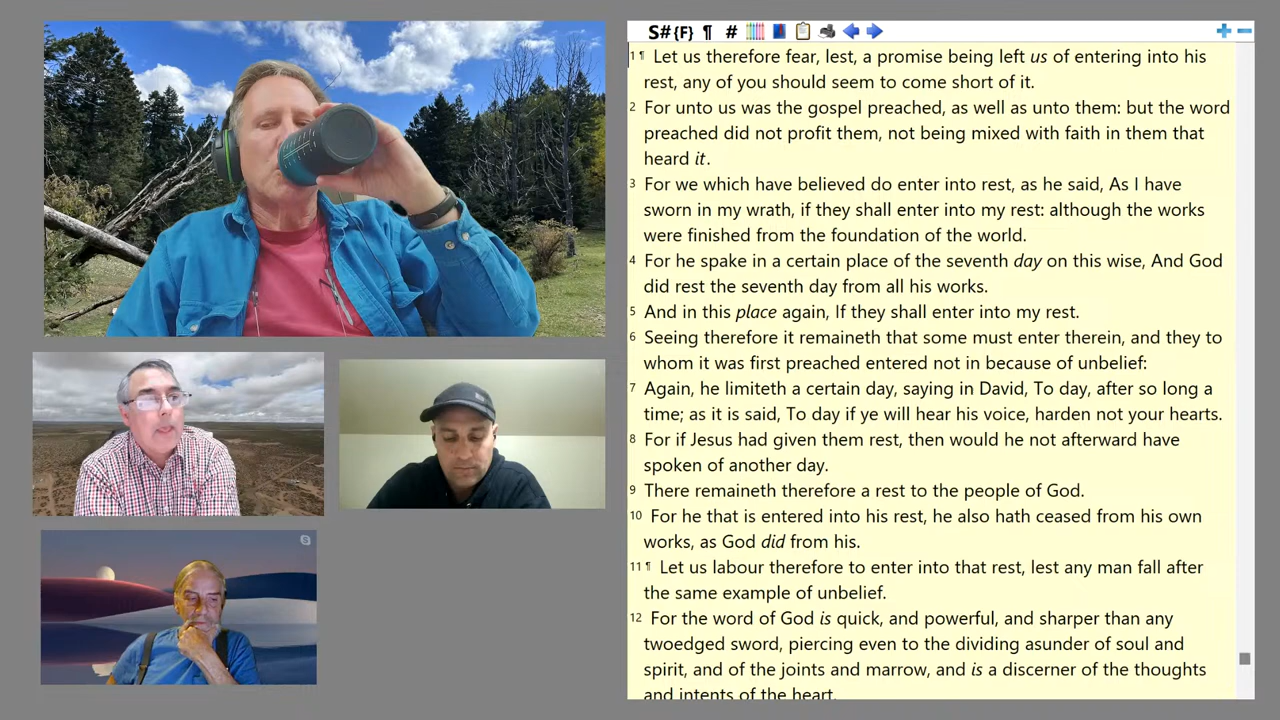 S#{F} ¶ #
1 ¶ Let us therefore fear, lest, a promise being left us of entering into his
rest, any of you should seem to come short of it.
2 For unto us was the gospel preached, as well as unto them: but the word
preached did not profit them, not being mixed with faith in them that
heard it.
3 For we which have believed do enter into rest, as he said, As I have
sworn in my wrath, if they shall enter into my rest: although the works
were finished from the foundation of the world.
4 For he spake in a certain place of the seventh day on this wise, And God
did rest the seventh day from all his works.
5 And in this place again, If they shall enter into my rest.
6 Seeing therefore it remaineth that some must enter therein, and they to
whom it was first preached entered not in because of unbelief:
7 Again, he limiteth a certain day, saying in David, To day, after so long a
time; as it is said, To day if ye will hear his voice, harden not your hearts.
8 For if Jesus had given them rest, then would he not afterward have
spoken of another day.
9 There remaineth therefore a rest to the people of God.
10 For he that is entered into his rest, he also hath ceased from his own
works, as God did from his.
11 ¶ Let us labour therefore to enter into that rest, lest any man fall after
the same example of unbelief.
12 For the word of God is quick, and powerful, and sharper than any
twoedged sword, piercing even to the dividing asunder of soul and
spirit, and of the joints and marrow, and is a discerner of the thoughts
and intents of the heart.